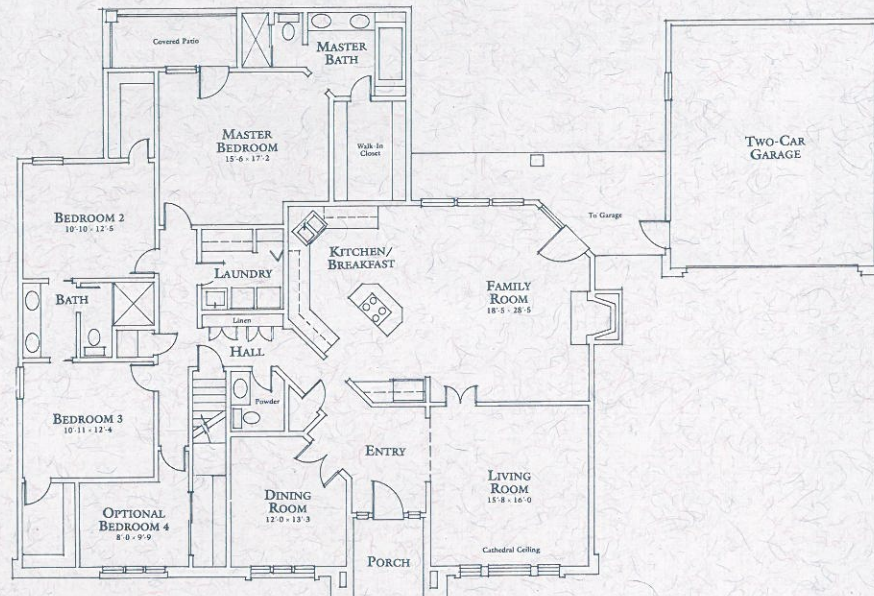 Covered Patio
MASTER
BATH
MASTER
BEDROOM
15'-6 × 17'-2
Walk-In
Closet
TWO-CAR
GARAGE
BEDROOM 2
10'-10 × 12'-5
To Garage
KITCHEN/
BREAKFAST
LAUNDRY
BATH
FAMILY
ROOM
18'-5 × 28'-5
Linen
HALL
Powder
BEDROOM 3
10'-11 × 12'-4
ENTRY
LIVING
ROOM
15'-8 × 16'-0
DINING
ROOM
12'-0 × 13'-3
OPTIONAL
BEDROOM 4
8'-0 × 9'-9
Cathedral Ceiling
PORCH